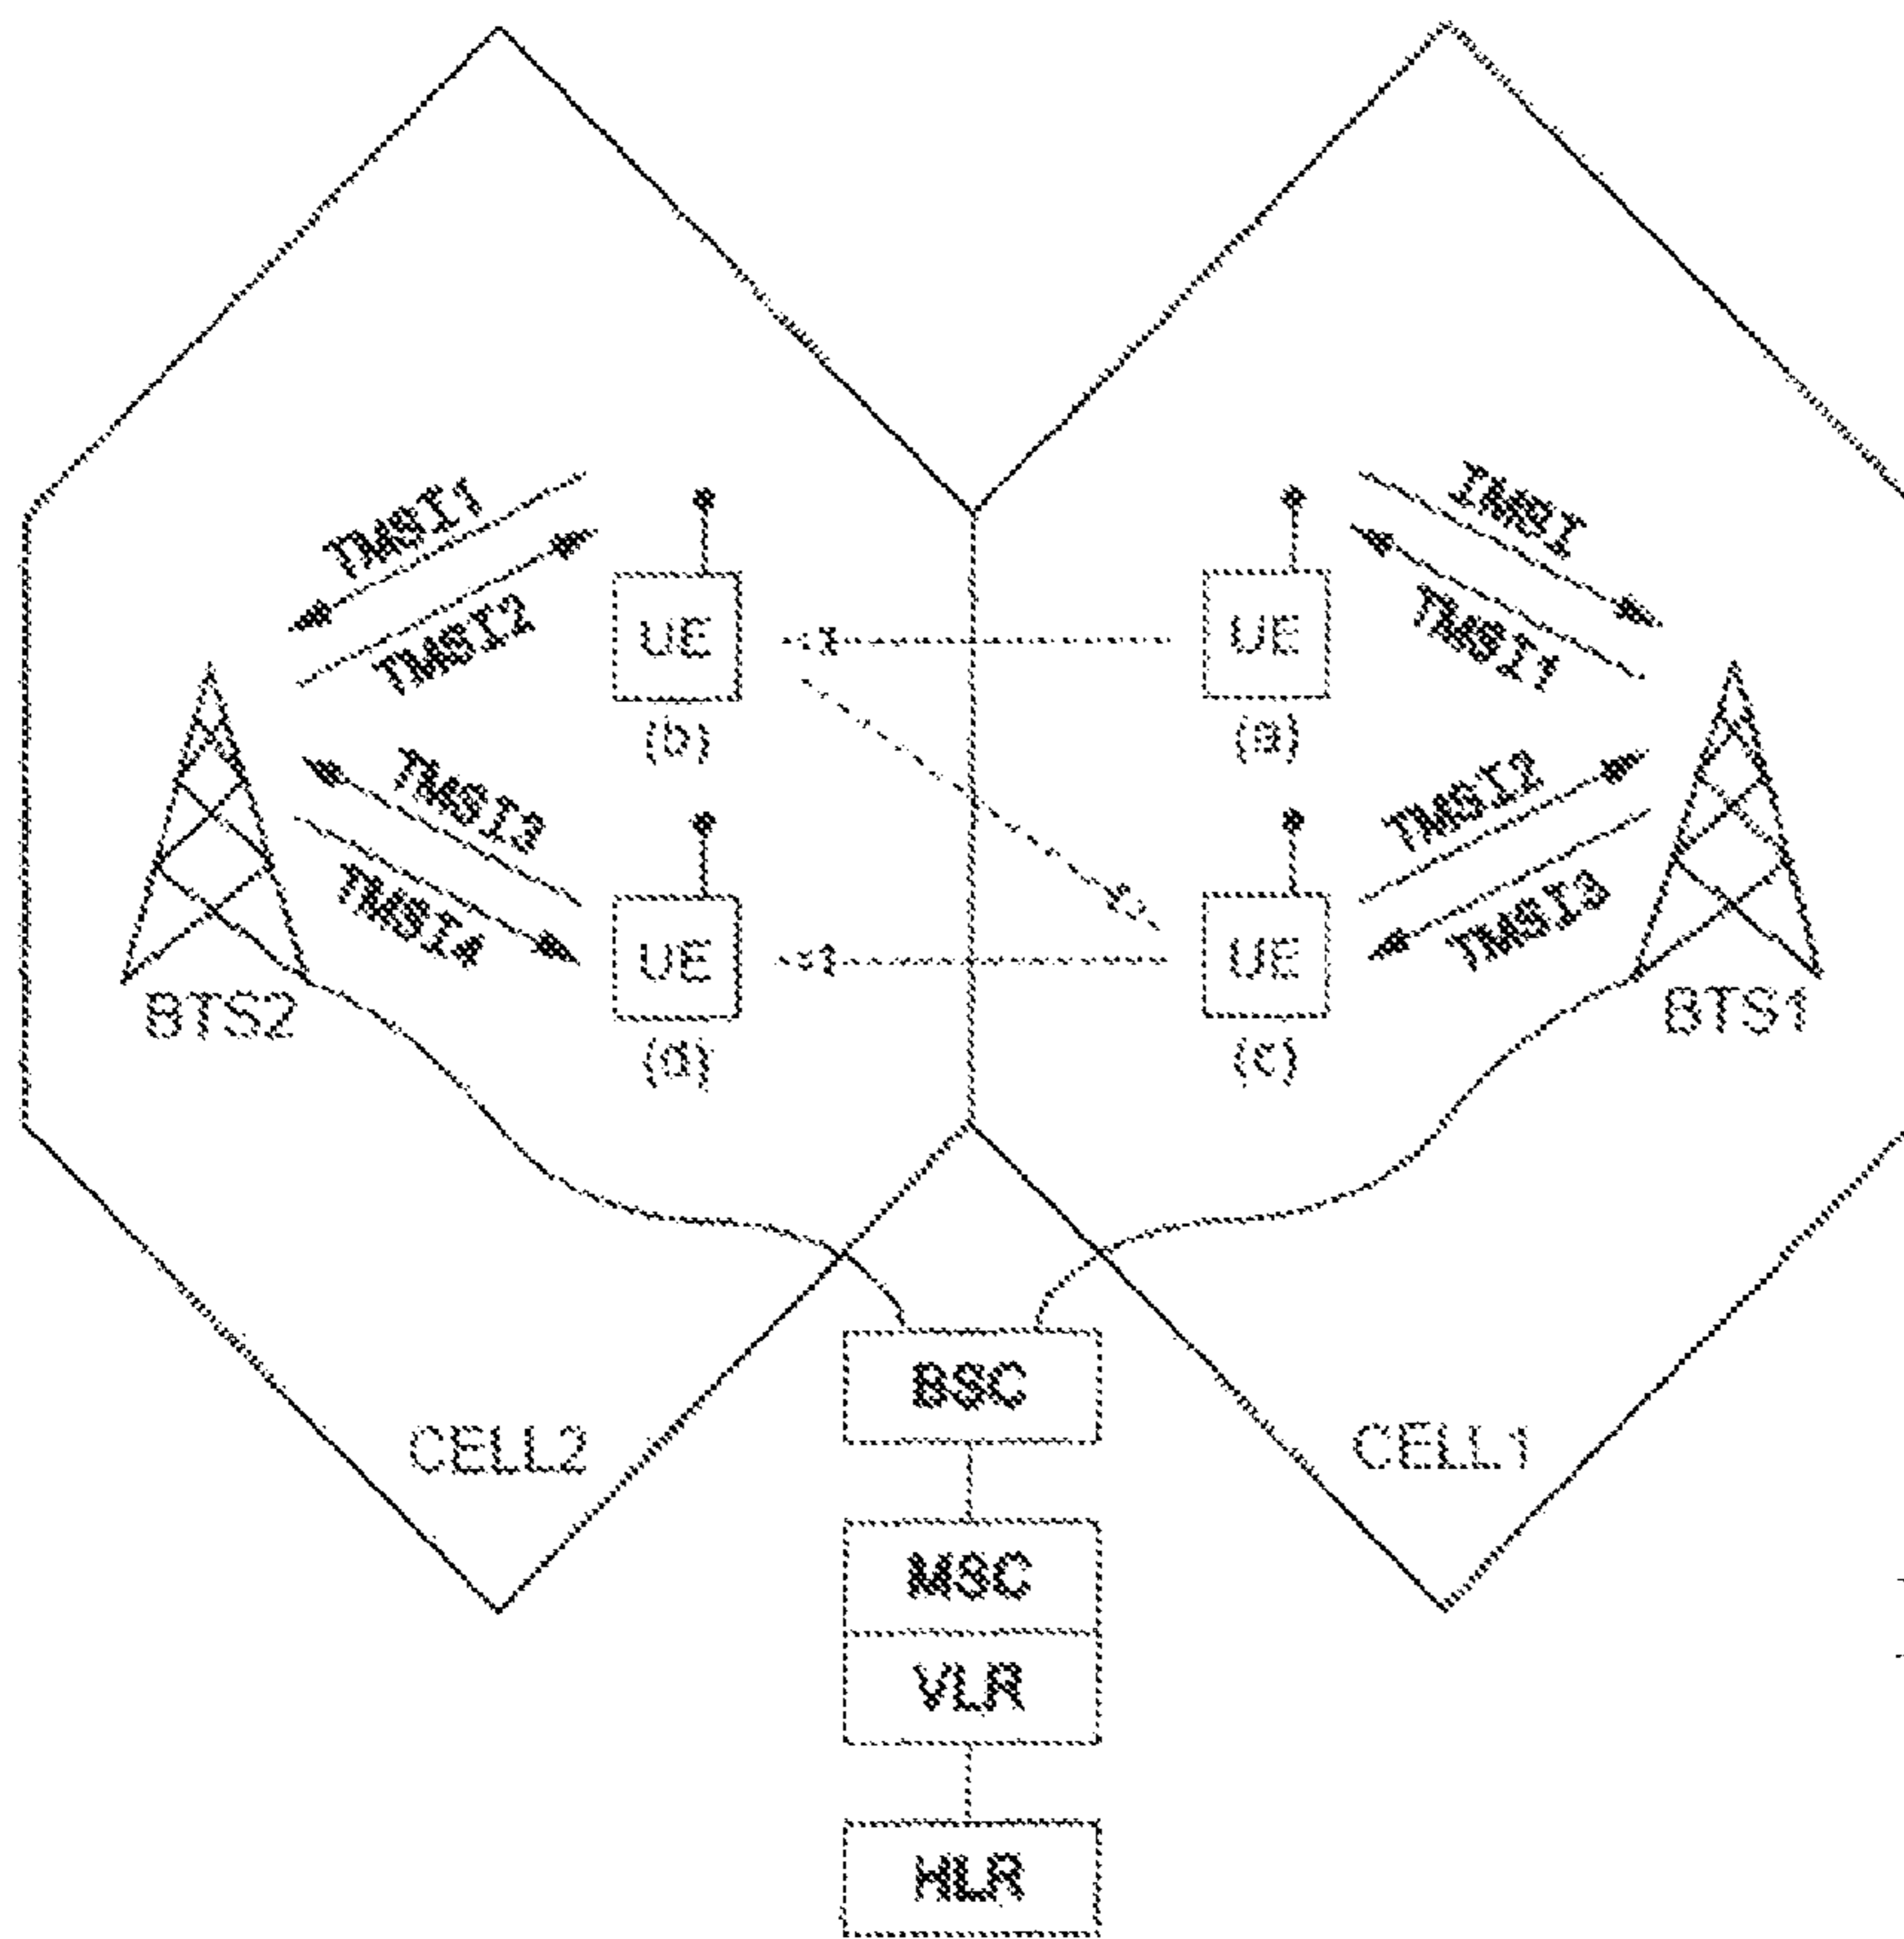 TMSI1
IMSI
TMSI2
TMSI1
UE
UE
(b)
(a)
TMSI3
TMSI2
TMSI4
TMSI3
UE
UE
BTS2
BTS1
(d)
(c)
BSC
CELL2
CELL1
MSC
VLR
HLR